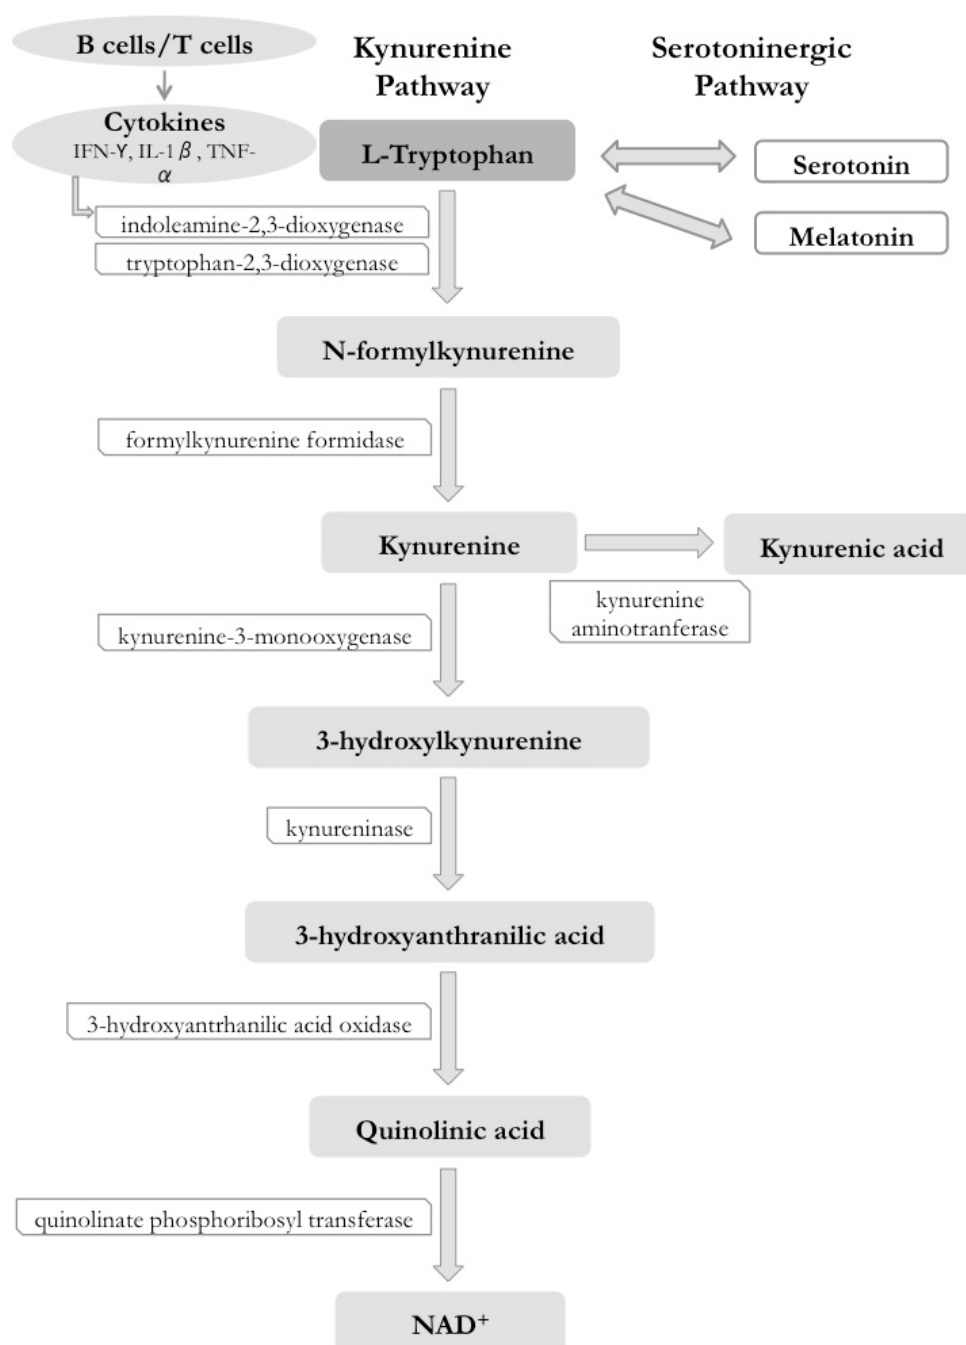 B cells/T cells
Kynurenine
Pathway
Serotoninergic
Pathway
Cytokines
IFN-Υ, IL-1 β , TNF-
α
L-Tryptophan
Serotonin
Melatonin
indoleamine-2,3-dioxygenase
tryptophan-2,3-dioxygenase
N-formylkynurenine
formylkynurenine formidase
Kynurenine
Kynurenic acid
kynurenine
aminotranferase
kynurenine-3-monooxygenase
3-hydroxylkynurenine
kynureninase
3-hydroxyanthranilic acid
3-hydroxyantrhanilic acid oxidase
Quinolinic acid
quinolinate phosphoribosyl transferase
NAD⁺